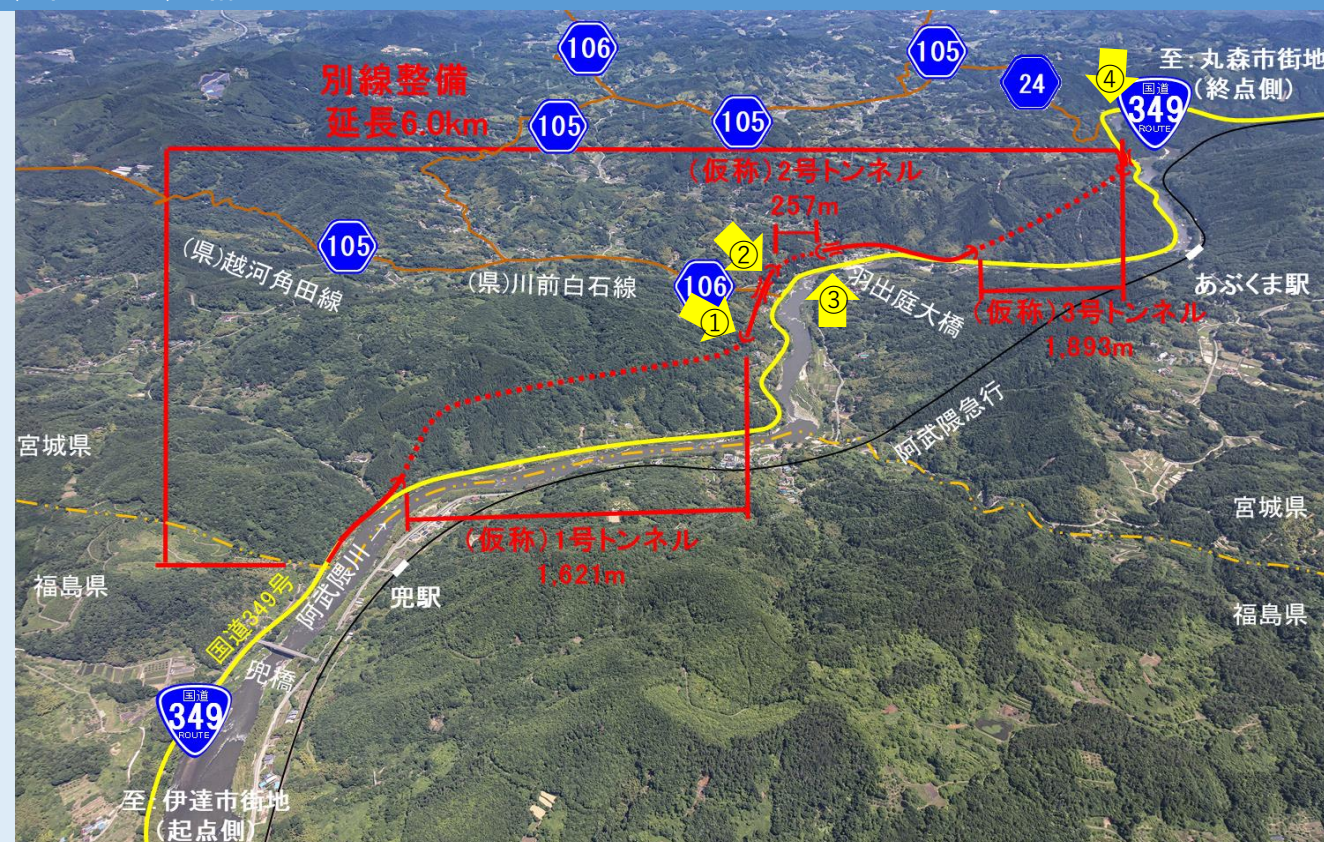 106
105
24
④
至：丸森市街地
（終点側）
国道
349
ROUTE
別線整備
延長6.0km
105
105
（仮称）2号トンネル
257m
105
（県）越河角田線
（県）川前白石線
②
106
①
③
羽出庭大橋
あぶくま駅
（仮称）3号トンネル
1,893m
阿武隈急行
宮城県
宮城県
（仮称）1号トンネル
1,621m
福島県
福島県
国道349号
阿武隈川
兜駅
兜橋
国道
349
ROUTE
至：伊達市街地
（起点側）